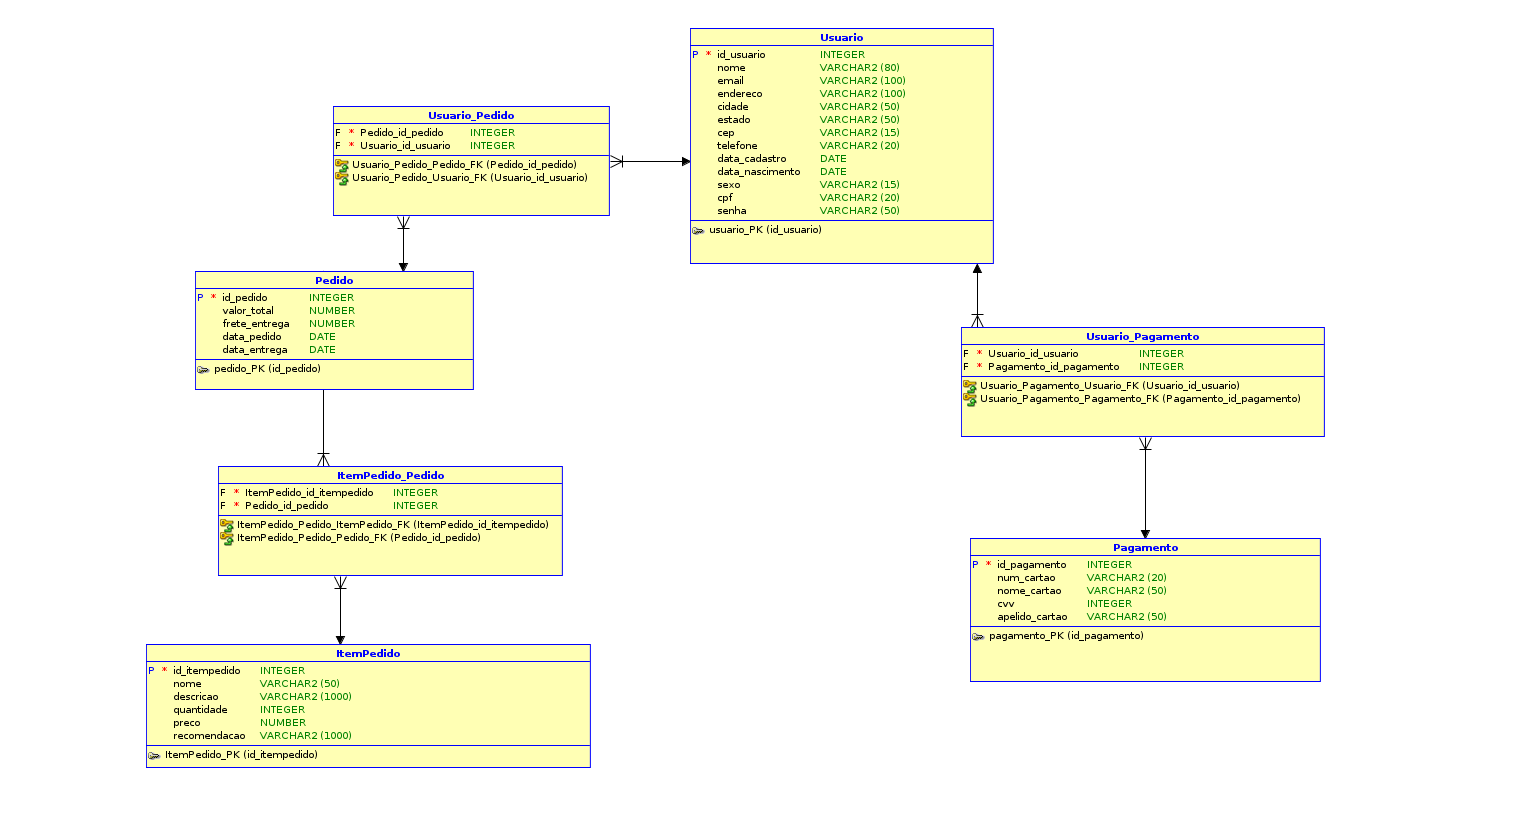 Usuario
P * id_usuario INTEGER
nome VARCHAR2 (80)
email VARCHAR2 (100)
endereco VARCHAR2 (100)
cidade VARCHAR2 (50)
estado VARCHAR2 (50)
cep VARCHAR2 (15)
telefone VARCHAR2 (20)
data_cadastro DATE
data_nascimento DATE
sexo VARCHAR2 (15)
cpf VARCHAR2 (20)
senha VARCHAR2 (50)
usuario_PK (id_usuario)
Usuario_Pedido
F * Pedido_id_pedido INTEGER
F * Usuario_id_usuario INTEGER
Usuario_Pedido_Pedido_FK (Pedido_id_pedido)
Usuario_Pedido_Usuario_FK (Usuario_id_usuario)
Pedido
P * id_pedido INTEGER
valor_total NUMBER
frete_entrega NUMBER
data_pedido DATE
data_entrega DATE
pedido_PK (id_pedido)
Usuario_Pagamento
F * Usuario_id_usuario INTEGER
F * Pagamento_id_pagamento INTEGER
Usuario_Pagamento_Usuario_FK (Usuario_id_usuario)
Usuario_Pagamento_Pagamento_FK (Pagamento_id_pagamento)
ItemPedido_Pedido
F * ItemPedido_id_itempedido INTEGER
F * Pedido_id_pedido INTEGER
ItemPedido_Pedido_ItemPedido_FK (ItemPedido_id_itempedido)
ItemPedido_Pedido_Pedido_FK (Pedido_id_pedido)
Pagamento
P * id_pagamento INTEGER
num_cartao VARCHAR2 (20)
nome_cartao VARCHAR2 (50)
cvv INTEGER
apelido_cartao VARCHAR2 (50)
pagamento_PK (id_pagamento)
ItemPedido
P * id_itempedido INTEGER
nome VARCHAR2 (50)
descricao VARCHAR2 (1000)
quantidade INTEGER
preco NUMBER
recomendacao VARCHAR2 (1000)
ItemPedido_PK (id_itempedido)